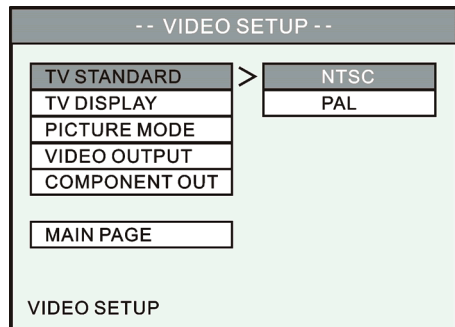 -- VIDEO SETUP --
TV STANDARD > NTSC
TV DISPLAY PAL
PICTURE MODE
VIDEO OUTPUT
COMPONENT OUT
MAIN PAGE
VIDEO SETUP